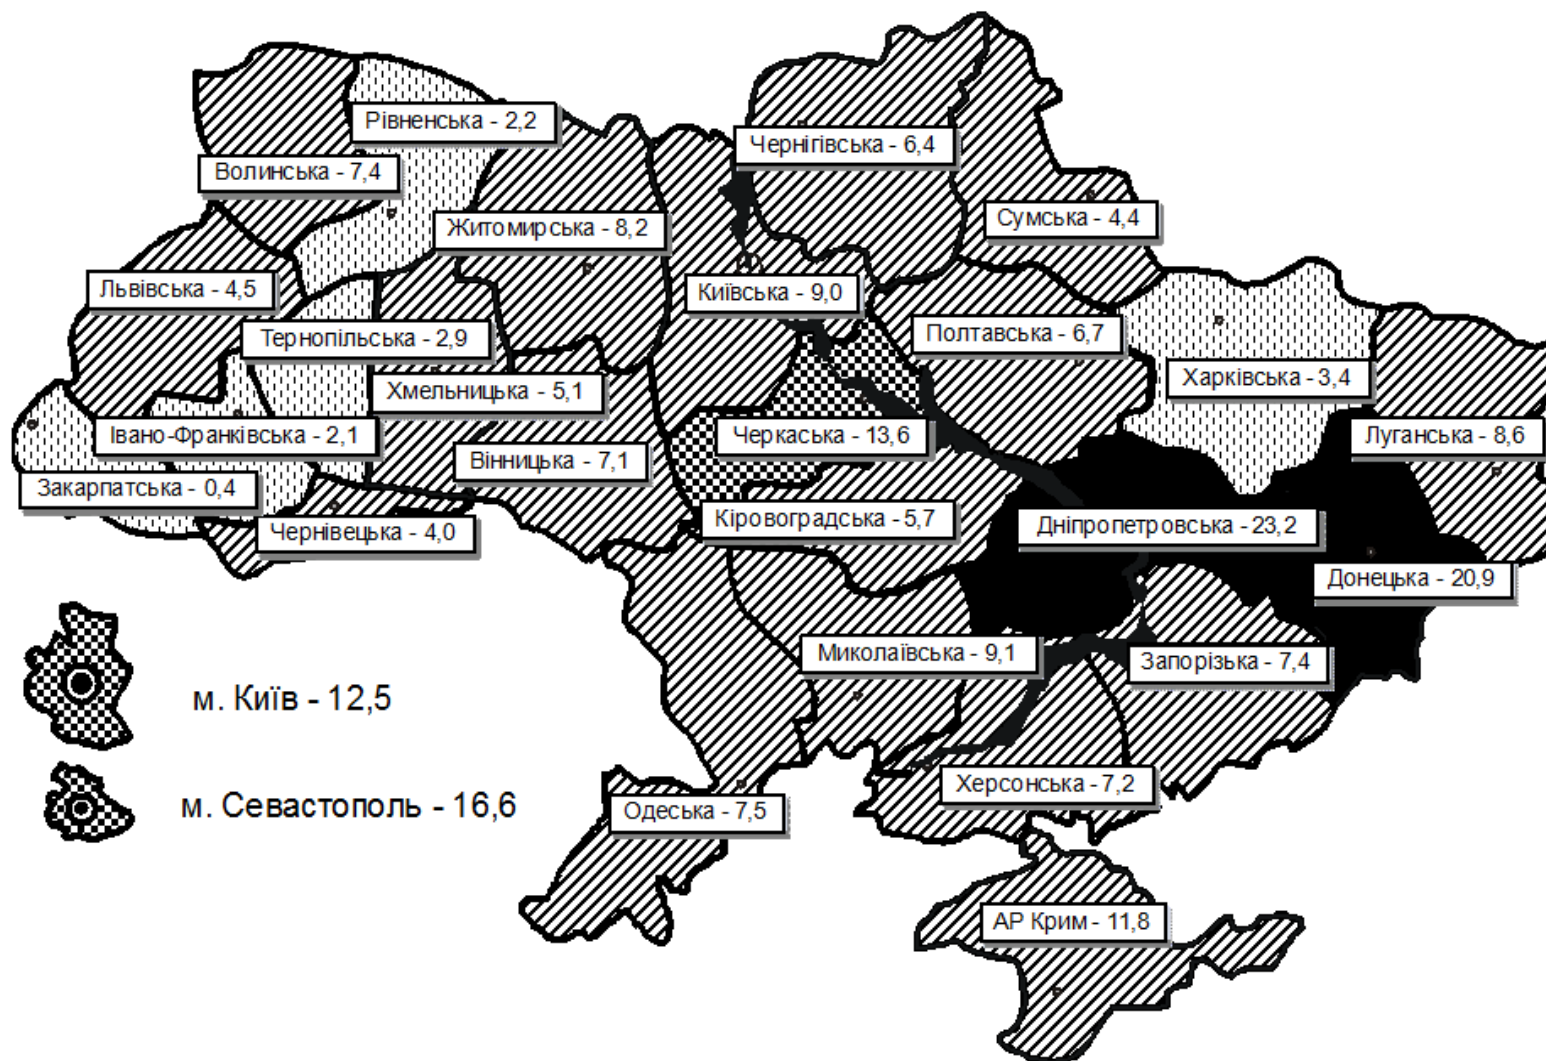 Рівненська - 2,2
Чернігівська - 6,4
Волинська - 7,4
Житомирська - 8,2
Сумська - 4,4
Львівська - 4,5
Київська - 9,0
Тернопільська - 2,9
Полтавська - 6,7
Хмельницька - 5,1
Харківська - 3,4
Івано-Франківська - 2,1
Черкаська - 13,6
Луганська - 8,6
Вінницька - 7,1
Закарпатська - 0,4
Кіровоградська - 5,7
Дніпропетровська - 23,2
Чернівецька - 4,0
Донецька - 20,9
Миколаївська - 9,1
Запорізька - 7,4
м. Київ - 12,5
Херсонська - 7,2
м. Севастополь - 16,6
Одеська - 7,5
АР Крим - 11,8